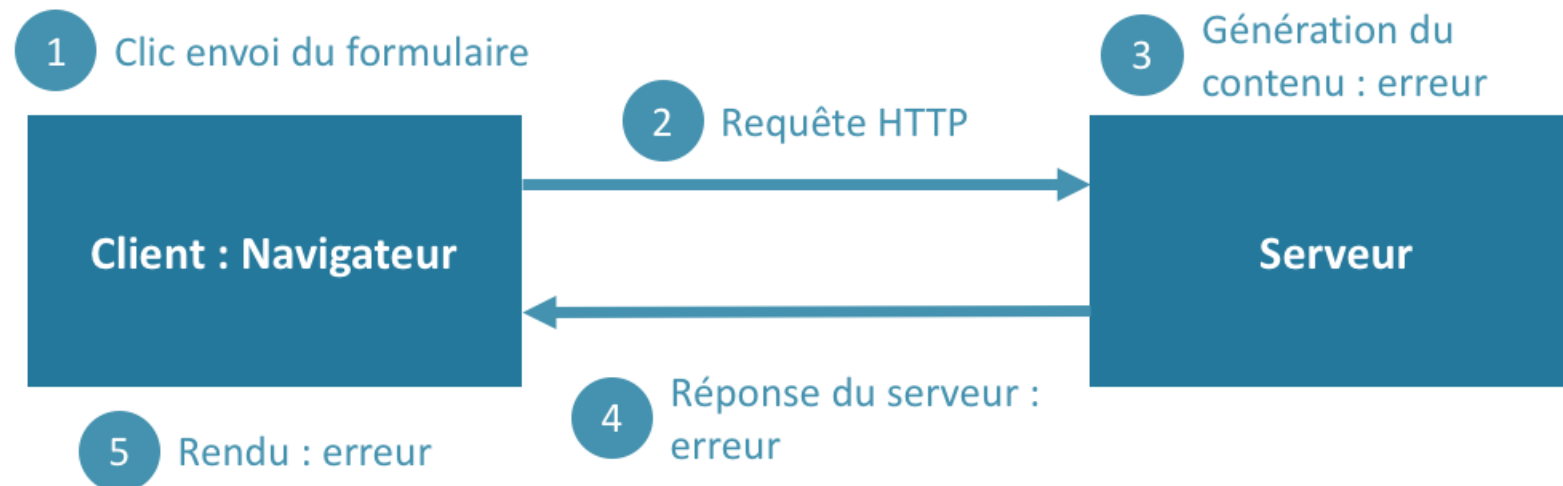 1 Clic envoi du formulaire
2 Requête HTTP
3 Génération du
contenu : erreur
Client : Navigateur
Serveur
4 Réponse du serveur :
erreur
5 Rendu : erreur